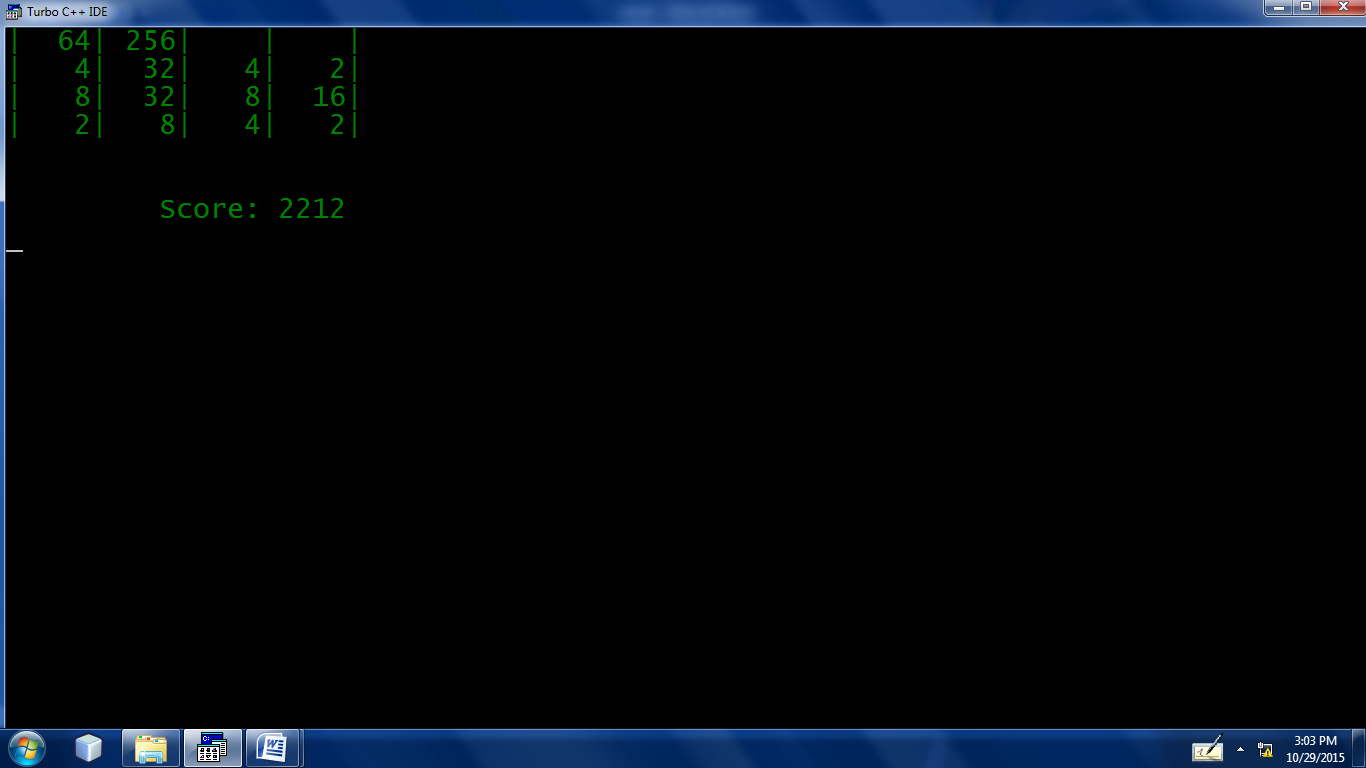 Turbo C++ IDE
| 64| 256| | |
| 4| 32| 4| 2|
| 8| 32| 8| 16|
| 2| 8| 4| 2|
Score: 2212
3:03 PM
10/29/2015